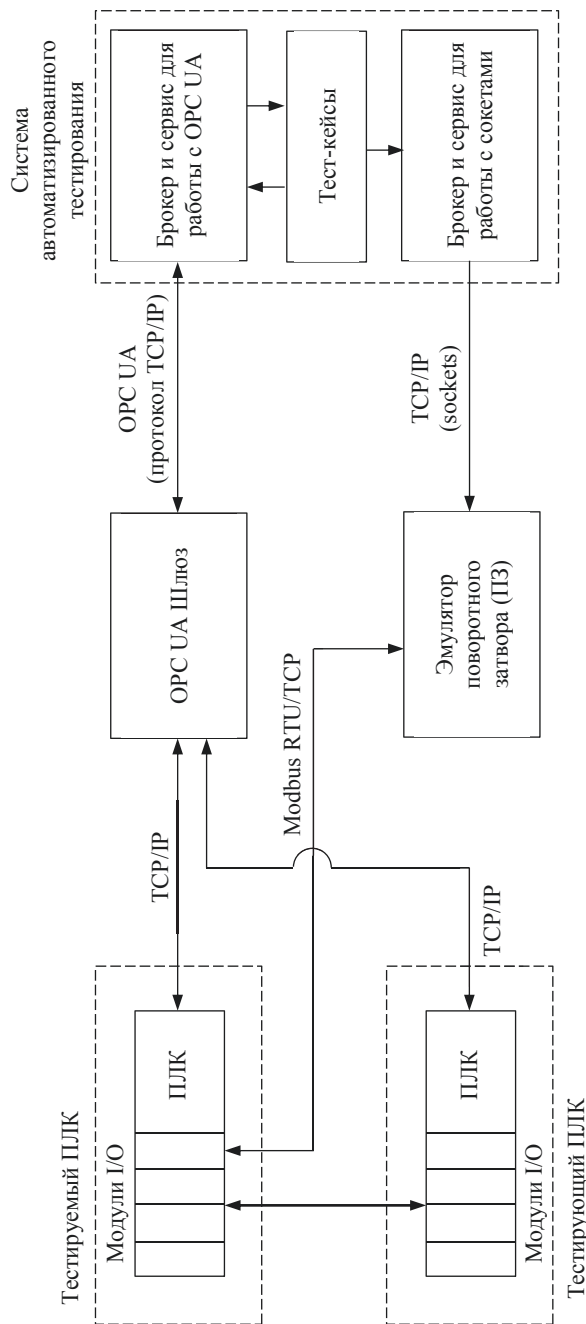 Система
автоматизированного
тестирования
Брокер и сервис для
работы с OPC UA
Тест-кейсы
Брокер и сервис для
работы с сокетами
OPC UA
(протокол TCP/IP)
TCP/IP
(sockets)
OPC UA Шлюз
Эмулятор
поворотного
затвора (ПЗ)
TCP/IP
Modbus RTU/TCP
TCP/IP
Тестируемый ПЛК
Модули I/O
ПЛК
ПЛК
Модули I/O
Тестирующий ПЛК